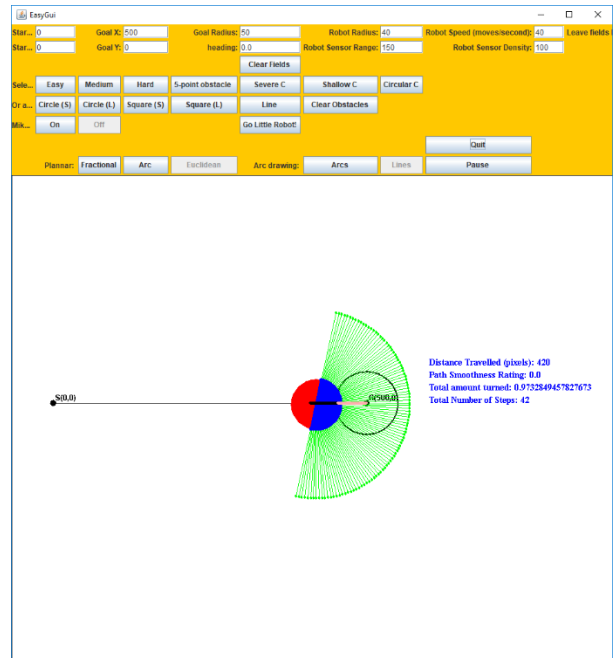 EasyGui
Star... 0 Goal X: 500 Goal Radius: 50 Robot Radius: 40 Robot Speed (moves/second): 40 Leave fields
Star... 0 Goal Y: 0 heading: 0.0 Robot Sensor Range: 150 Robot Sensor Density: 100
Clear Fields
Sele... Easy Medium Hard 5-point obstacle Severe C Shallow C Circular C
Or a... Circle (S) Circle (L) Square (S) Square (L) Line Clear Obstacles
Mik... On Off Go Little Robot!
Quit
Plannar: Fractional Arc Euclidean Arc drawing: Arcs Lines Pause
Distance Travelled (pixels): 420
Path Smoothness Rating: 0.0
Total amount turned: 0.9732849457827673
Total Number of Steps: 42
S(0,0) G(500,0)